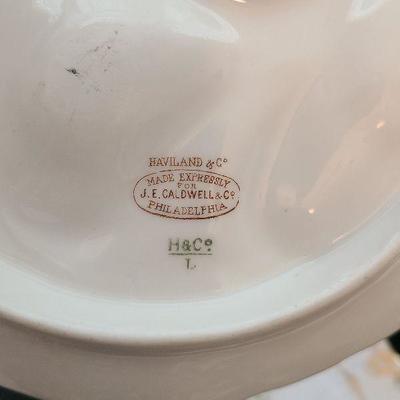 HAVILAND & Cº
MADE EXPRESSLY
FOR
J. E. CALDWELL & Cº
PHILADELPHIA
H&Cº
L